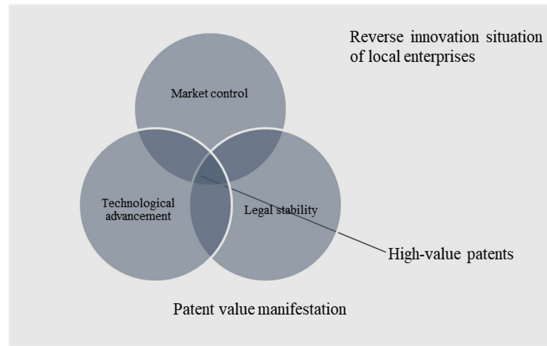 Reverse innovation situation
of local enterprises
Market control
Technological
advancement
Legal stability
High-value patents
Patent value manifestation